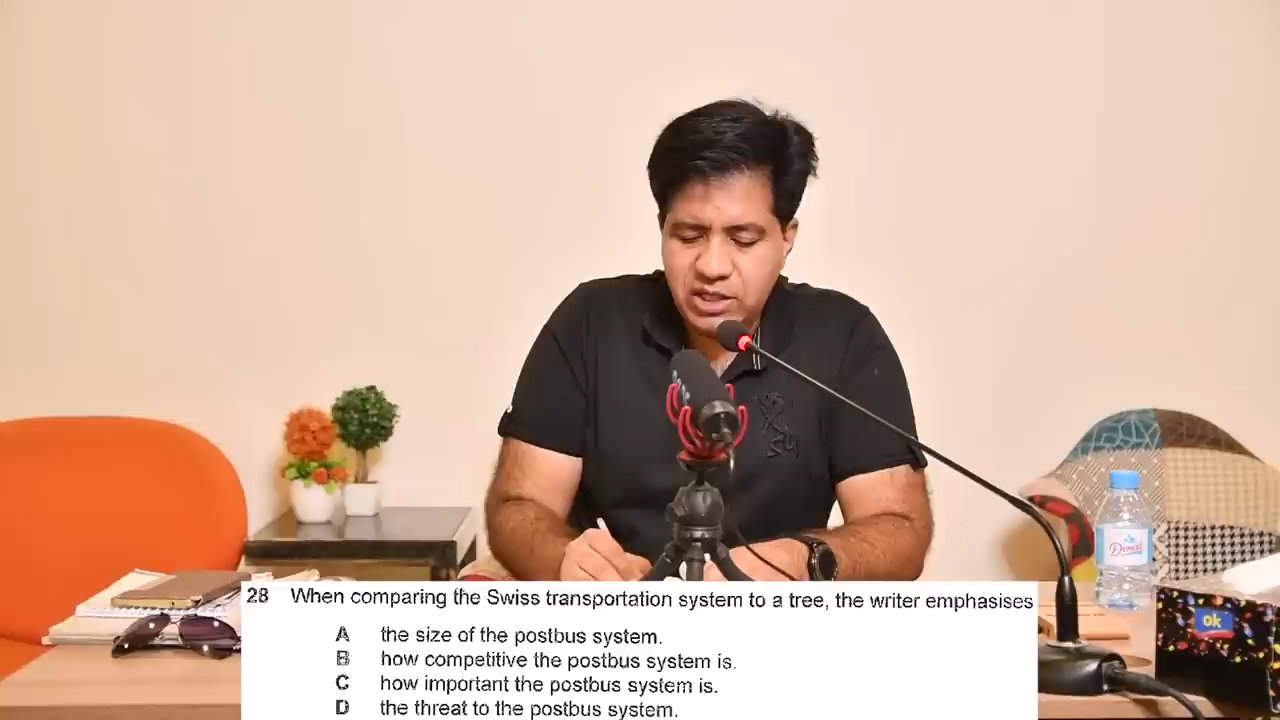 28 When comparing the Swiss transportation system to a tree, the writer emphasises
A the size of the postbus system.
B how competitive the postbus system is.
C how important the postbus system is.
D the threat to the postbus system.
ok